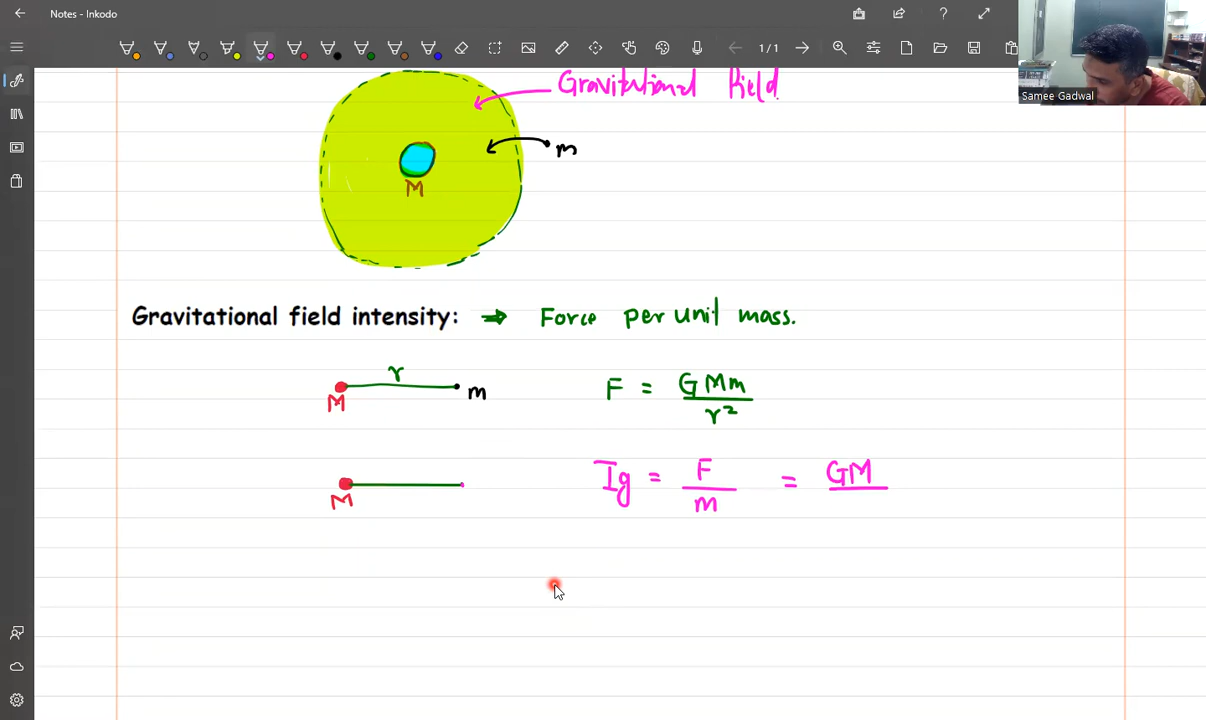 Notes - Inkodo
1/1
Samee Gadwal
Gravitational field
m
M
Gravitational field intensity: ⇒ Force per unit mass.
r
M m F = GMm / r²
M Ig = F / m = GM